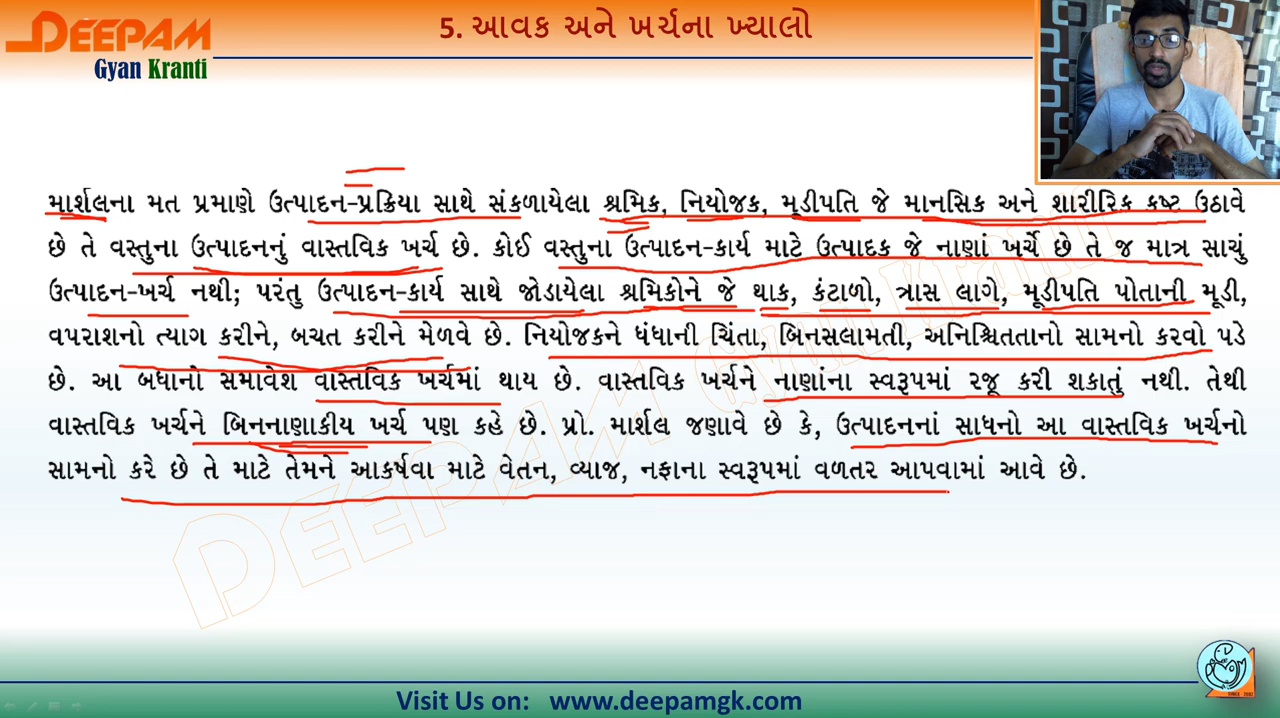 DEEPAM
Gyan Kranti
5. આવક અને ખર્ચના ખ્યાલો
માર્શલના મત પ્રમાણે ઉત્પાદન-પ્રક્રિયા સાથે સંકળાયેલા શ્રમિક, નિયોજક, મૂડીપતિ જે માનસિક અને શારીરિક કષ્ટ ઉઠાવે
છે તે વસ્તુના ઉત્પાદનનું વાસ્તવિક ખર્ચ છે. કોઈ વસ્તુના ઉત્પાદન-કાર્ય માટે ઉત્પાદક જે નાણાં ખર્ચે છે તે જ માત્ર સાચું
ઉત્પાદન-ખર્ચ નથી; પરંતુ ઉત્પાદન-કાર્ય સાથે જોડાયેલા શ્રમિકોને જે થાક, કંટાળો, ત્રાસ લાગે, મૂડીપતિ પોતાની મૂડી,
વપરાશનો ત્યાગ કરીને, બચત કરીને મેળવે છે. નિયોજકને ધંધાની ચિંતા, બિનસલામતી, અનિશ્ચિતતાનો સામનો કરવો પડે
છે. આ બધાનો સમાવેશ વાસ્તવિક ખર્ચમાં થાય છે. વાસ્તવિક ખર્ચને નાણાંના સ્વરૂપમાં રજૂ કરી શકાતું નથી. તેથી
વાસ્તવિક ખર્ચને બિનનાણાકીય ખર્ચ પણ કહે છે. પ્રો. માર્શલ જણાવે છે કે, ઉત્પાદનનાં સાધનો આ વાસ્તવિક ખર્ચનો
સામનો કરે છે તે માટે તેમને આકર્ષવા માટે વેતન, વ્યાજ, નફાના સ્વરૂપમાં વળતર આપવામાં આવે છે.
DEEPAM Gyan Kranti
Visit Us on: www.deepamgk.com